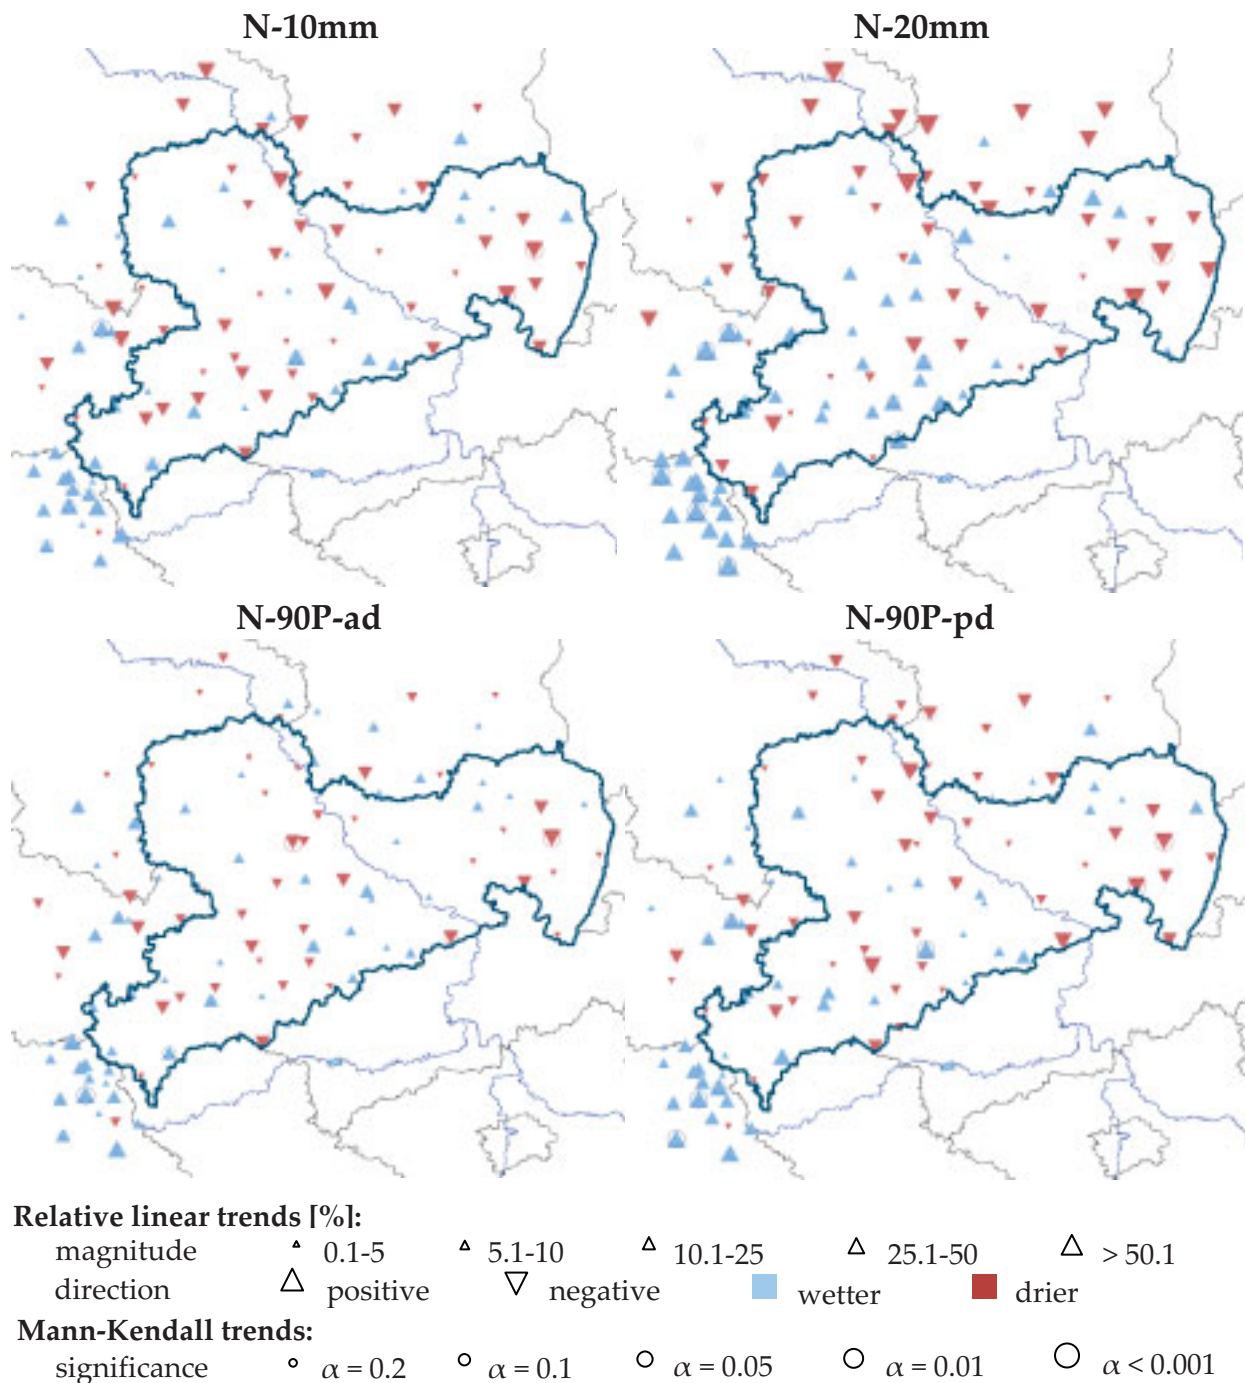 N-10mm N-20mm
N-90P-ad N-90P-pd
Relative linear trends [%]:
magnitude 0.1-5 5.1-10 10.1-25 25.1-50 > 50.1
direction positive negative wetter drier
Mann-Kendall trends:
significance α = 0.2 α = 0.1 α = 0.05 α = 0.01 α < 0.001